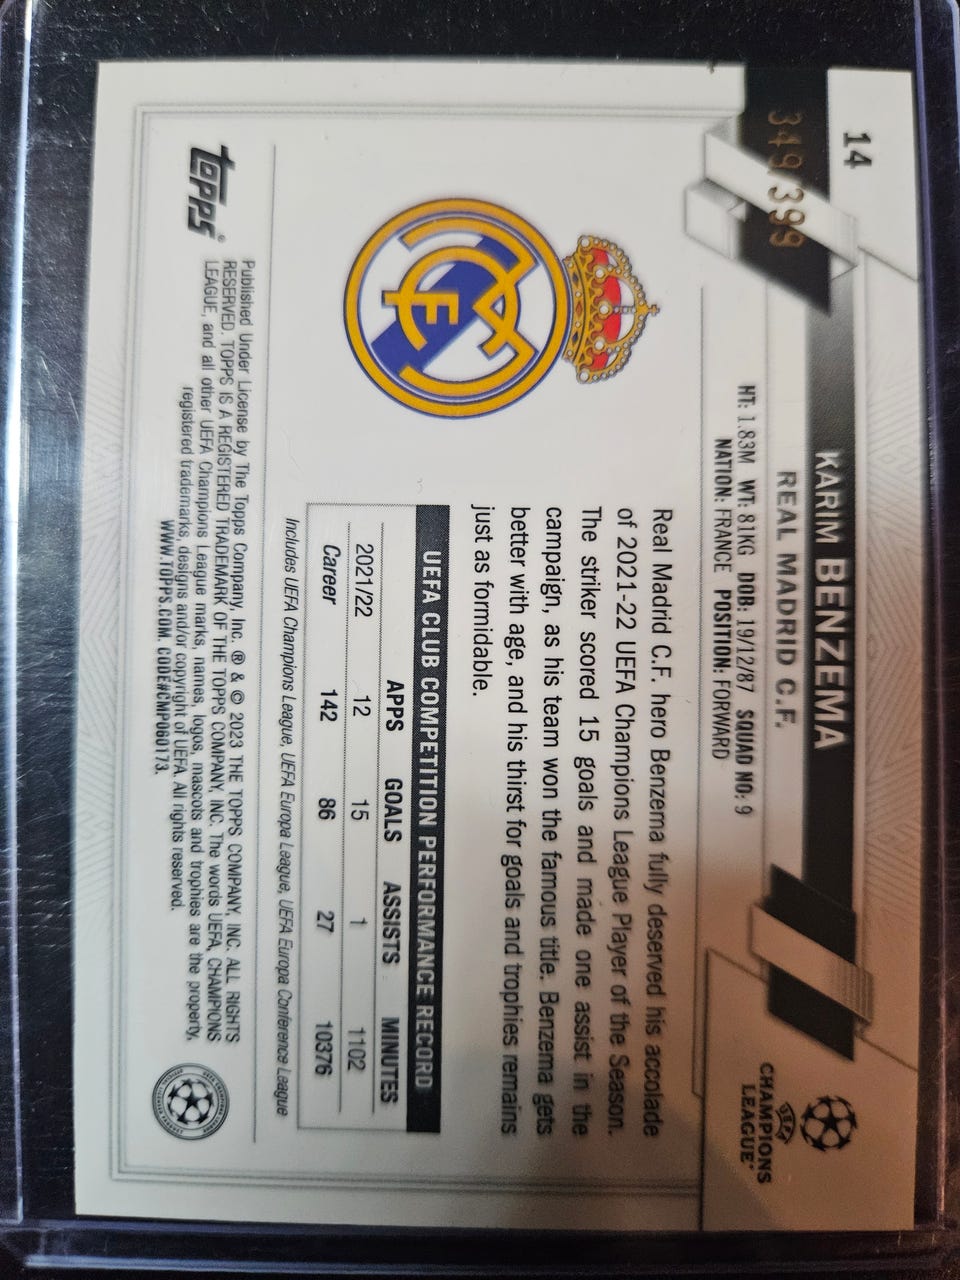 14
349/399
KARIM BENZEMA
REAL MADRID C.F.
HT: 1.83M WT: 81KG DOB: 19/12/87 SQUAD NO: 9
NATION: FRANCE POSITION: FORWARD
UEFA
CHAMPIONS
LEAGUE
Real Madrid C.F. hero Benzema fully deserved his accolade
of 2021-22 UEFA Champions League Player of the Season.
The striker scored 15 goals and made one assist in the
campaign, as his team won the famous title. Benzema gets
better with age, and his thirst for goals and trophies remains
just as formidable.
UEFA CLUB COMPETITION PERFORMANCE RECORD
APPS GOALS ASSISTS MINUTES
2021/22 12 15 1 1102
Career 142 86 27 10376
Includes UEFA Champions League, UEFA Europa League, UEFA Europa Conference League
topps®
Published Under License by The Topps Company, Inc. ® & © 2023 THE TOPPS COMPANY, INC. ALL RIGHTS
RESERVED. TOPPS IS A REGISTERED TRADEMARK OF THE TOPPS COMPANY, INC. The words UEFA, CHAMPIONS
LEAGUE, and all other UEFA Champions League marks, names, logos, mascots and trophies are the property,
registered trademarks, designs and/or copyright of UEFA. All rights reserved.
WWW.TOPPS.COM. CODE#CMP060173.